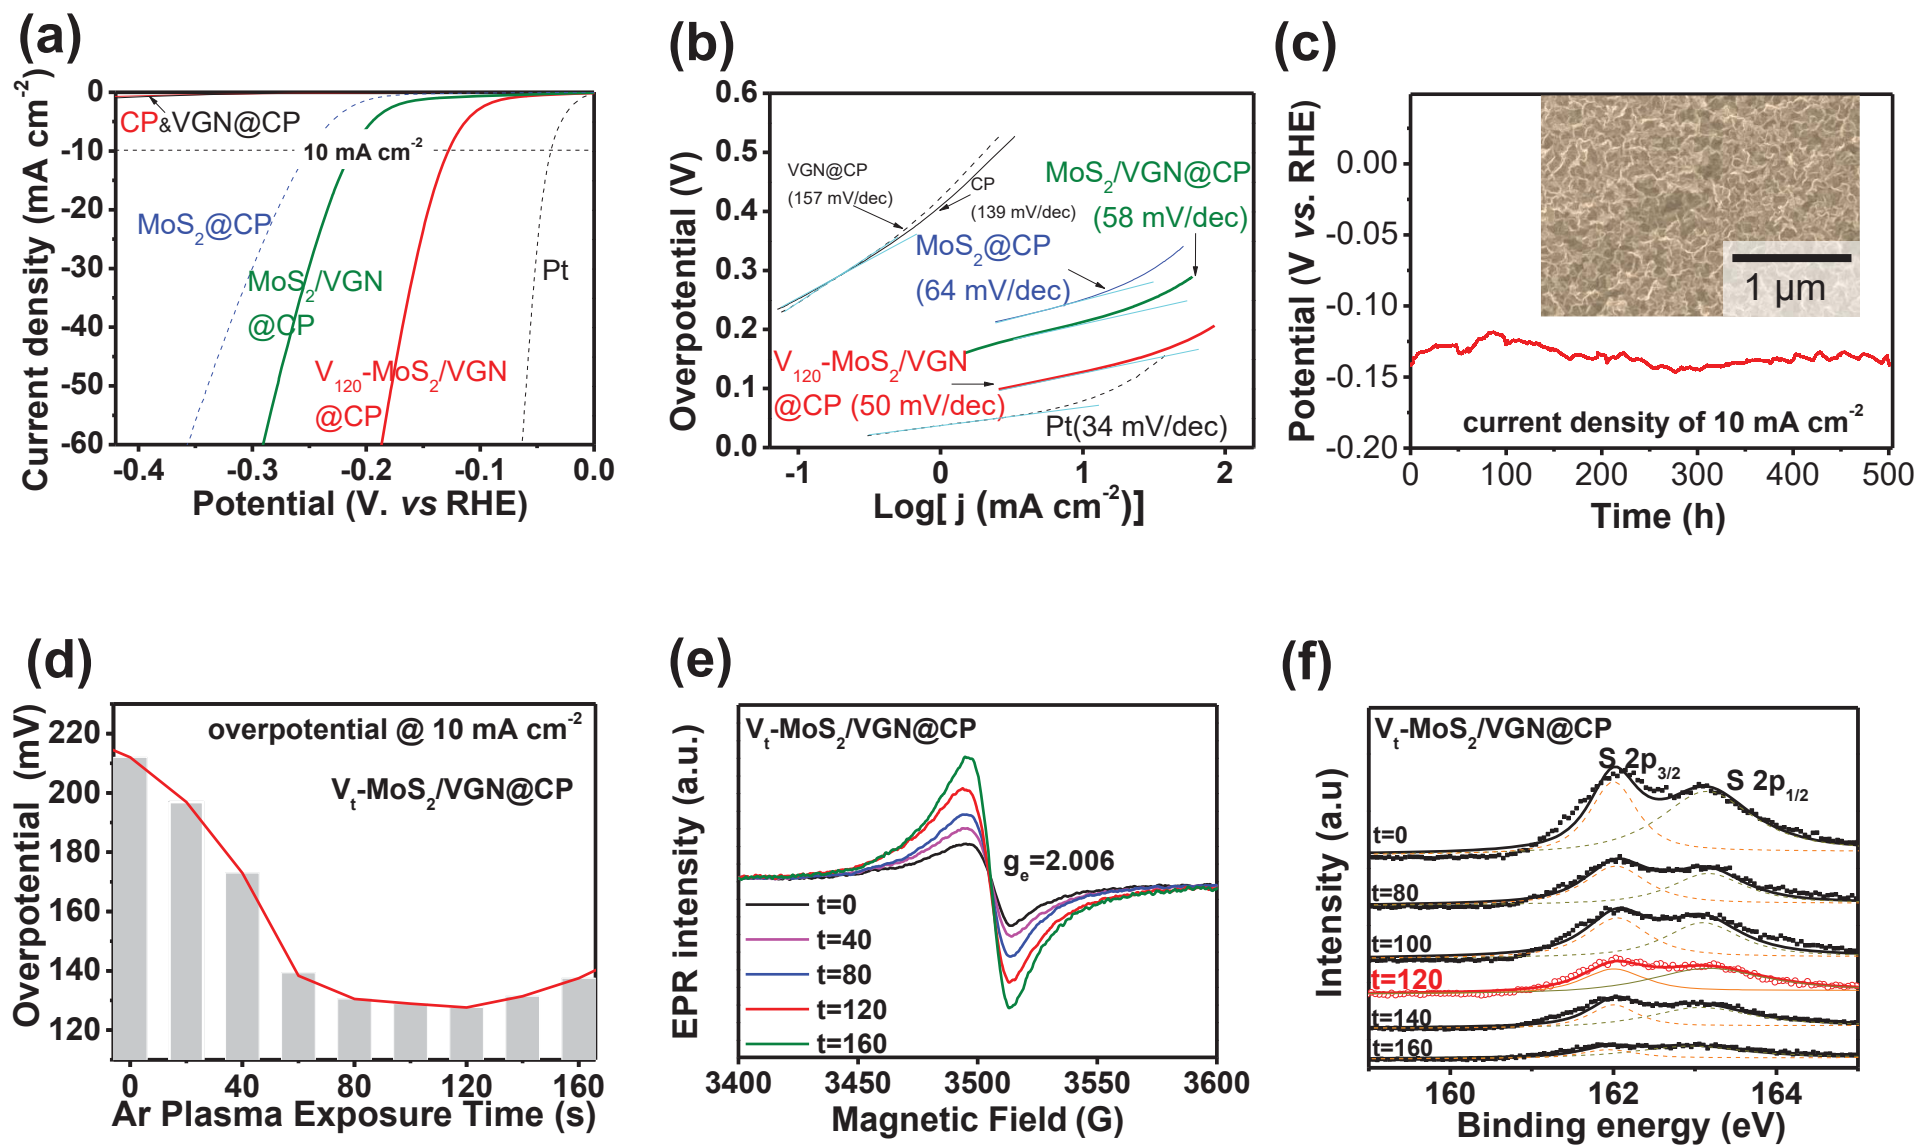 (a)
Current density (mA cm⁻²)
0
-10
-20
-30
-40
-50
-60
CP&VGN@CP
10 mA cm⁻²
MoS₂@CP
MoS₂/VGN
@CP
V₁₂₀-MoS₂/VGN
@CP
Pt
-0.4
-0.3
-0.2
-0.1
0.0
Potential (V. vs RHE)
(b)
Overpotential (V)
0.6
0.5
0.4
0.3
0.2
0.1
0.0
VGN@CP
(157 mV/dec)
CP
(139 mV/dec)
MoS₂/VGN@CP
(58 mV/dec)
MoS₂@CP
(64 mV/dec)
V₁₂₀-MoS₂/VGN
@CP (50 mV/dec)
Pt(34 mV/dec)
-1
0
1
2
Log[ j (mA cm⁻²)]
(c)
Potential (V vs. RHE)
0.00
-0.05
-0.10
-0.15
-0.20
1 µm
current density of 10 mA cm⁻²
0
100
200
300
400
500
Time (h)
(d)
Overpotential (mV)
220
200
180
160
140
120
overpotential @ 10 mA cm⁻²
Vₜ-MoS₂/VGN@CP
0
40
80
120
160
Ar Plasma Exposure Time (s)
(e)
EPR intensity (a.u.)
Vₜ-MoS₂/VGN@CP
gₑ=2.006
t=0
t=40
t=80
t=120
t=160
3400
3450
3500
3550
3600
Magnetic Field (G)
(f)
Intensity (a.u)
Vₜ-MoS₂/VGN@CP
S 2p₃/₂
S 2p₁/₂
t=0
t=80
t=100
t=120
t=140
t=160
160
162
164
Binding energy (eV)